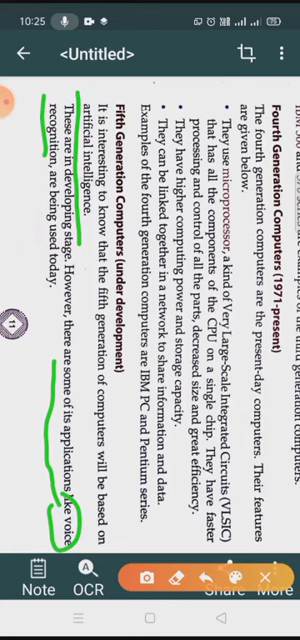 10:25
<Untitled>
IBM 360 and
of the third generation computers.
Fourth Generation Computers (1971-present)
The fourth generation computers are the present-day computers. Their features
are given below.
• They use microprocessor, a kind of Very Large-Scale Integrated Circuits (VLSIC)
that has all the components of the CPU on a single chip. They have faster
processing and control of all the parts, decreased size and great efficiency.
• They have higher computing power and storage capacity.
• They can be linked together in a network to share information and data.
Examples of the fourth generation computers are IBM PC and Pentium series.
Fifth Generation Computers (under development)
It is interesting to know that the fifth generation of computers will be based on
artificial intelligence.
These are in developing stage. However, there are some of its applications like voice
recognition, are being used today.
11
Note
OCR
Share
More